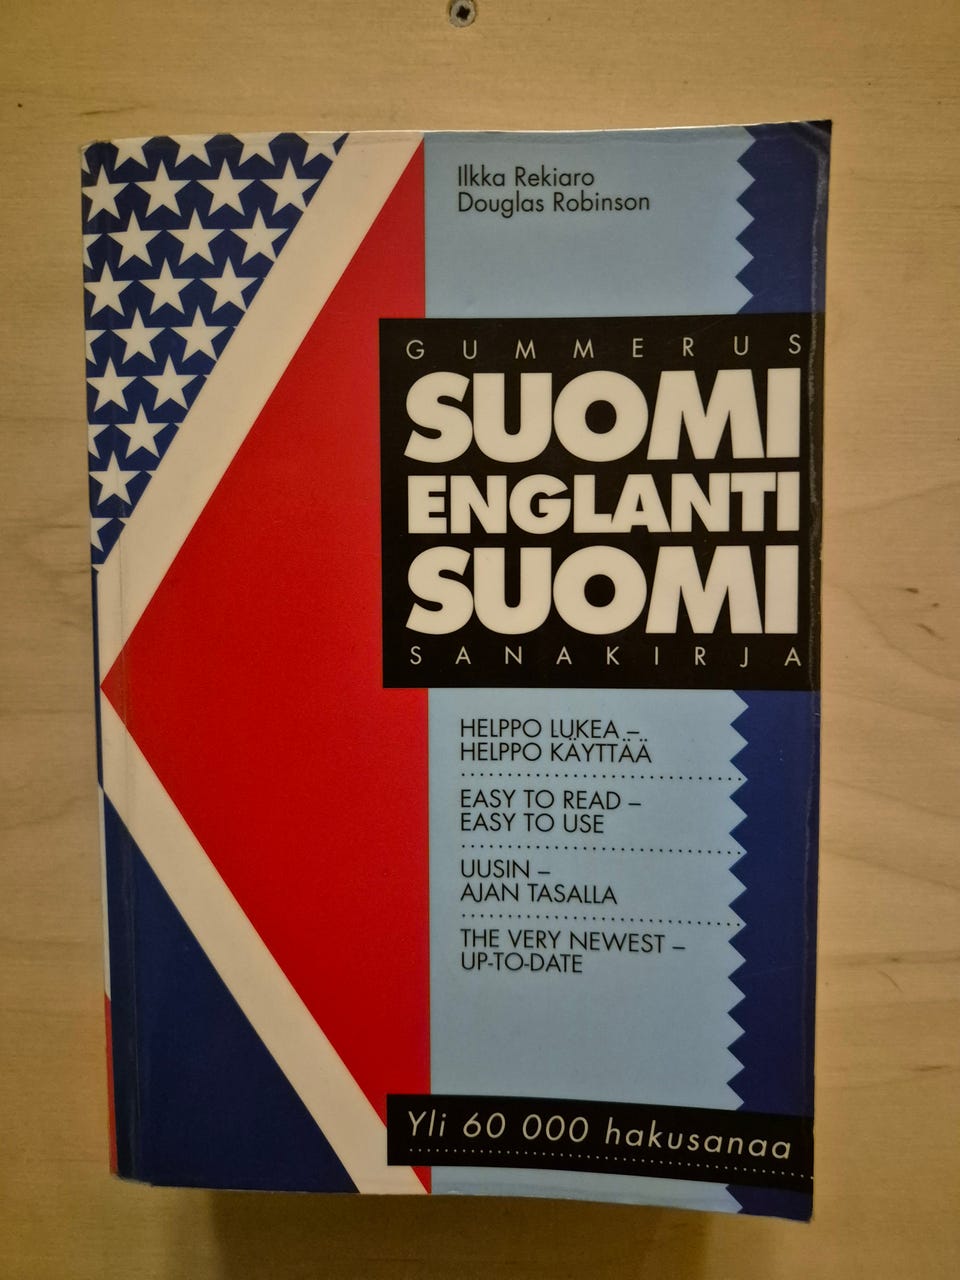 Ilkka Rekiaro
Douglas Robinson
GUMMERUS
SUOMI
ENGLANTI
SUOMI
SANAKIRJA
HELPPO LUKEA –
HELPPO KÄYTTÄÄ
EASY TO READ –
EASY TO USE
UUSIN –
AJAN TASALLA
THE VERY NEWEST –
UP-TO-DATE
Yli 60 000 hakusanaa